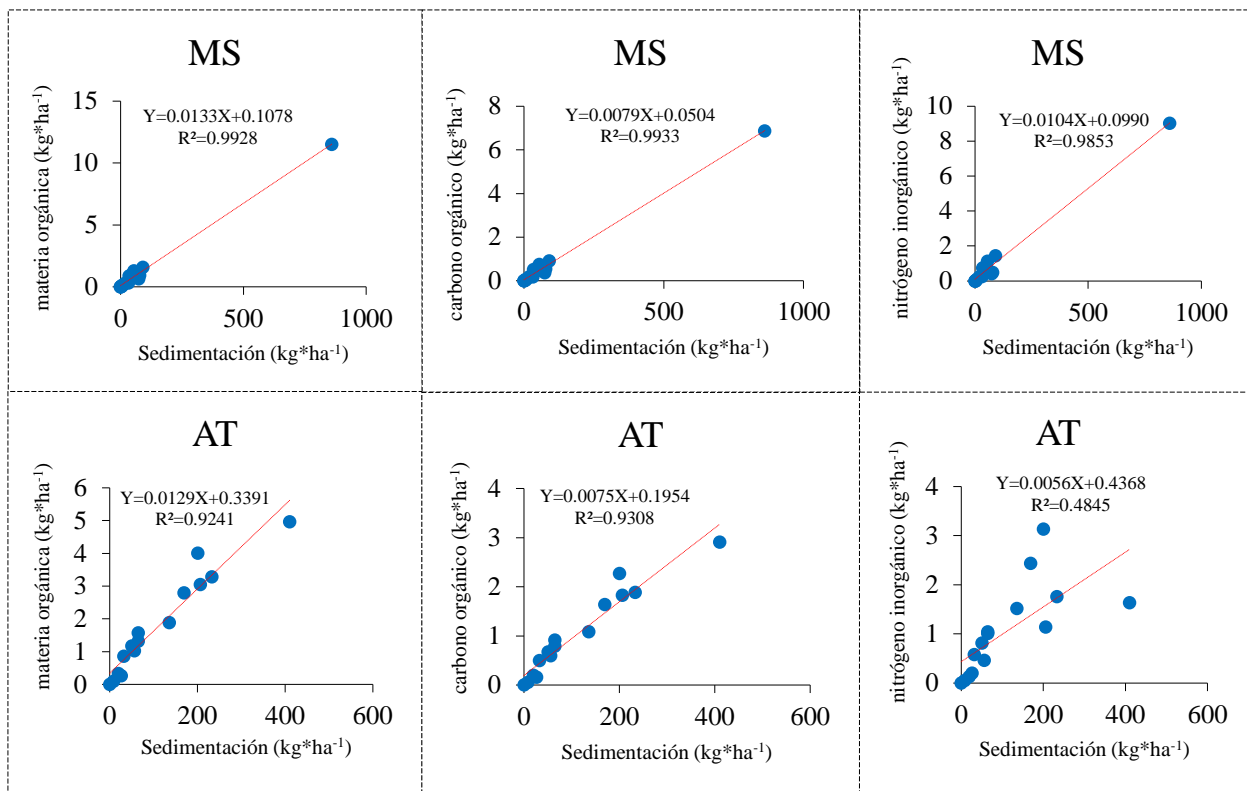 MS
materia orgánica (kg*ha⁻¹)
15
10
5
0
Y=0.0133X+0.1078
R²=0.9928
0
500
1000
Sedimentación (kg*ha⁻¹)
MS
carbono orgánico (kg*ha⁻¹)
8
6
4
2
0
Y=0.0079X+0.0504
R²=0.9933
0
500
1000
Sedimentación (kg*ha⁻¹)
MS
nitrógeno inorgánico (kg*ha⁻¹)
10
8
6
4
2
0
Y=0.0104X+0.0990
R²=0.9853
0
500
1000
Sedimentación (kg*ha⁻¹)
AT
materia orgánica (kg*ha⁻¹)
6
5
4
3
2
1
0
Y=0.0129X+0.3391
R²=0.9241
0
200
400
600
Sedimentación (kg*ha⁻¹)
AT
carbono orgánico (kg*ha⁻¹)
4
3
2
1
0
Y=0.0075X+0.1954
R²=0.9308
0
200
400
600
Sedimentación (kg*ha⁻¹)
AT
nitrógeno inorgánico (kg*ha⁻¹)
4
3
2
1
0
Y=0.0056X+0.4368
R²=0.4845
0
200
400
600
Sedimentación (kg*ha⁻¹)